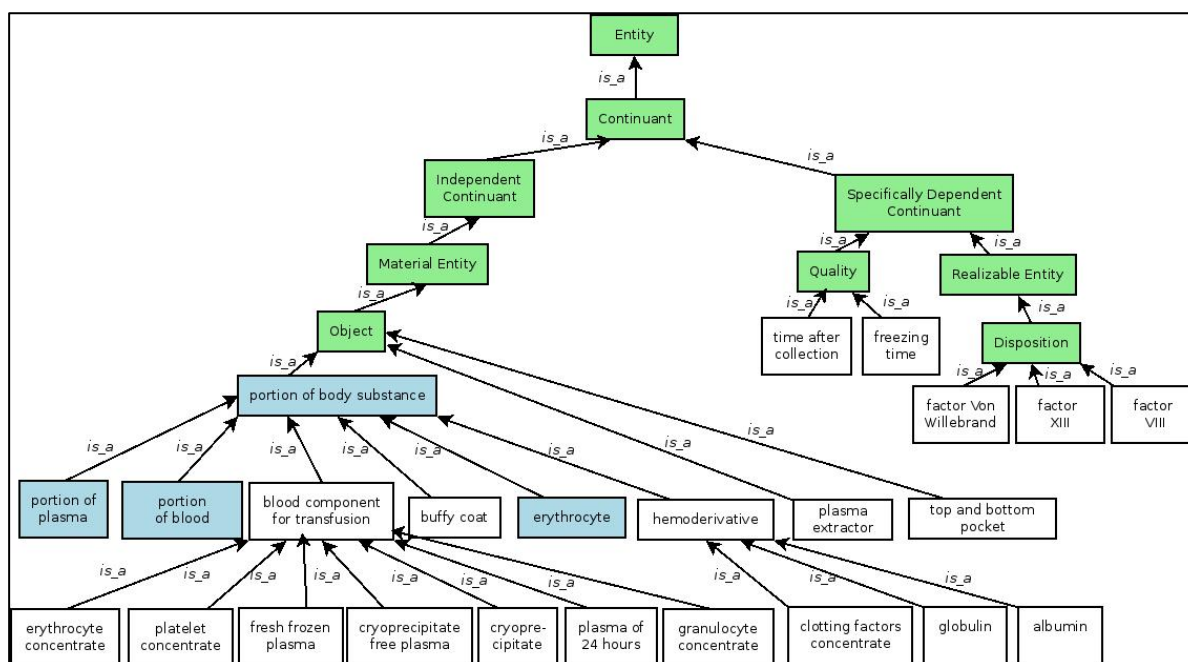 Entity
is_a
Continuant
is_a
is_a
Independent
Continuant
Specifically Dependent
Continuant
is_a
is_a
is_a
Material Entity
Quality
Realizable Entity
is_a
is_a
is_a
is_a
Object
time after
collection
freezing
time
Disposition
is_a
is_a
is_a
is_a
portion of body substance
factor Von
Willebrand
factor
XIII
factor
VIII
is_a
is_a
is_a
is_a
is_a
is_a
is_a
is_a
portion of
plasma
portion
of blood
blood component
for transfusion
buffy coat
erythrocyte
hemoderivative
plasma
extractor
top and bottom
pocket
is_a
is_a
is_a
is_a
is_a
is_a
is_a
is_a
is_a
is_a
erythrocyte
concentrate
platelet
concentrate
fresh frozen
plasma
cryoprecipitate
free plasma
cryopre-
cipitate
plasma of
24 hours
granulocyte
concentrate
clotting factors
concentrate
globulin
albumin